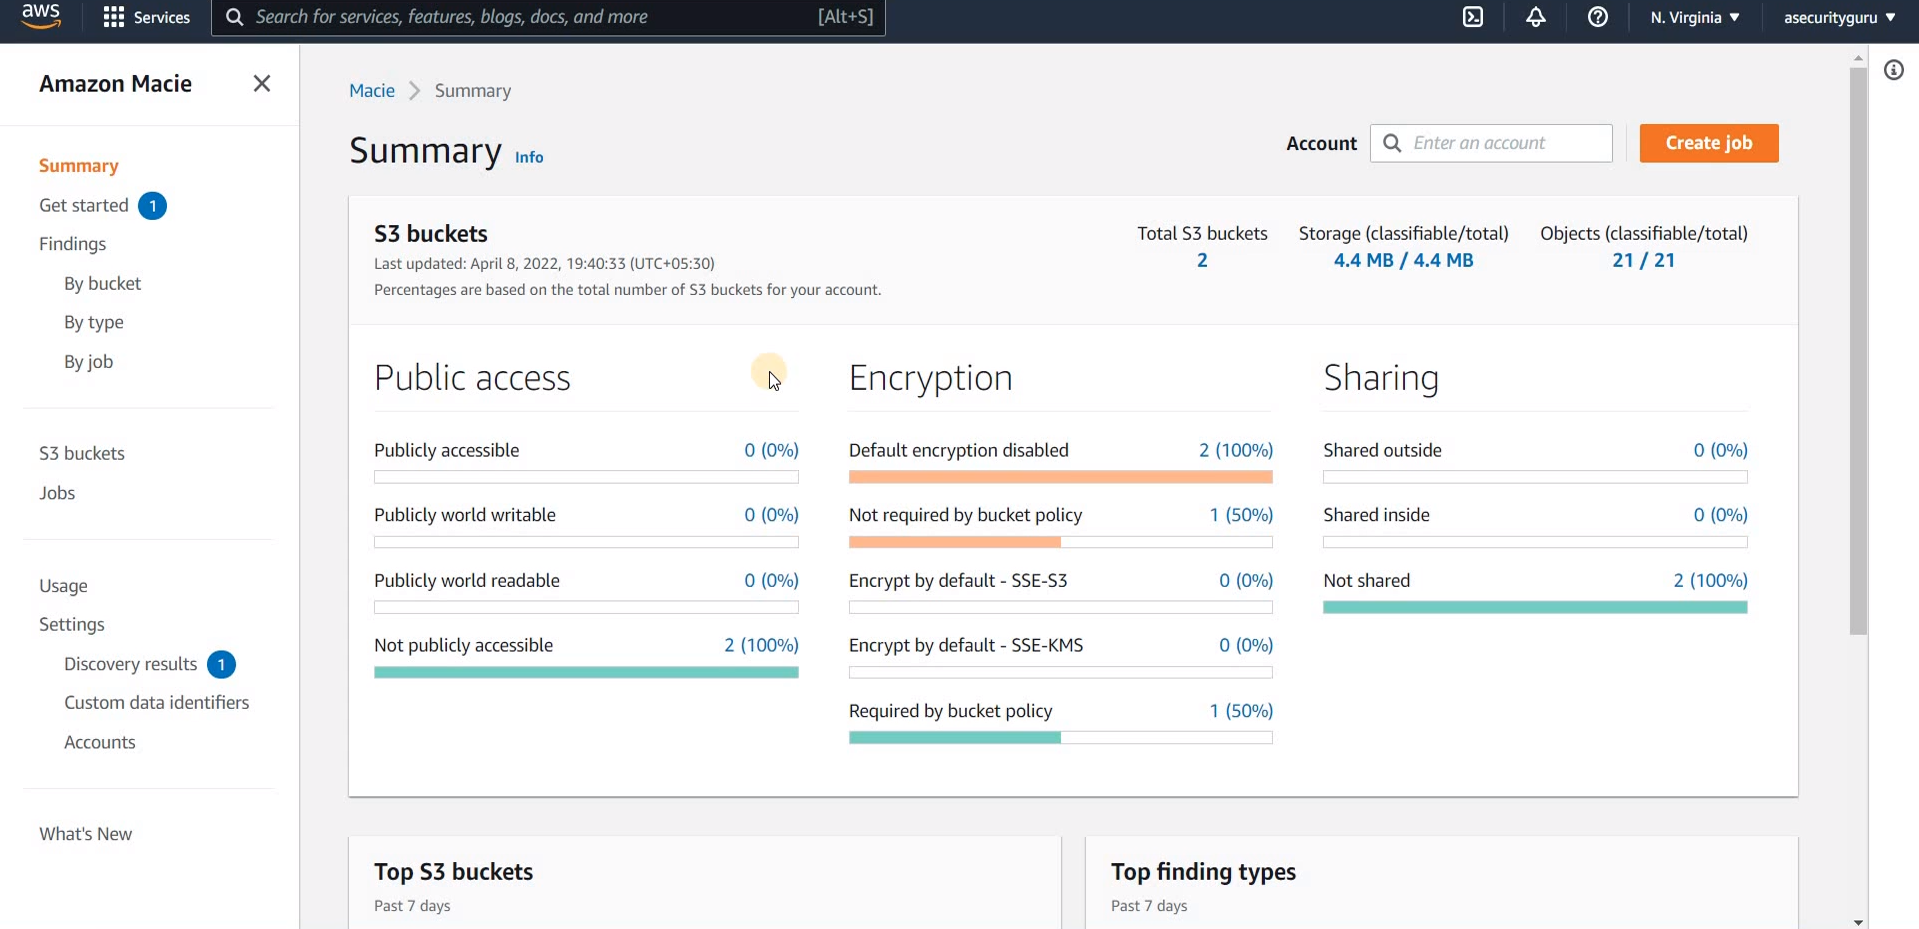 aws
Services
Search for services, features, blogs, docs, and more
[Alt+S]
N. Virginia ▼
asecurityguru ▼
Amazon Macie
Summary
Get started 1
Findings
By bucket
By type
By job
S3 buckets
Jobs
Usage
Settings
Discovery results 1
Custom data identifiers
Accounts
What's New
Macie > Summary
Summary Info
Account
Enter an account
Create job
S3 buckets
Last updated: April 8, 2022, 19:40:33 (UTC+05:30)
Percentages are based on the total number of S3 buckets for your account.
Total S3 buckets
2
Storage (classifiable/total)
4.4 MB / 4.4 MB
Objects (classifiable/total)
21 / 21
Public access
Publicly accessible 0 (0%)
Publicly world writable 0 (0%)
Publicly world readable 0 (0%)
Not publicly accessible 2 (100%)
Encryption
Default encryption disabled 2 (100%)
Not required by bucket policy 1 (50%)
Encrypt by default - SSE-S3 0 (0%)
Encrypt by default - SSE-KMS 0 (0%)
Required by bucket policy 1 (50%)
Sharing
Shared outside 0 (0%)
Shared inside 0 (0%)
Not shared 2 (100%)
Top S3 buckets
Past 7 days
Top finding types
Past 7 days